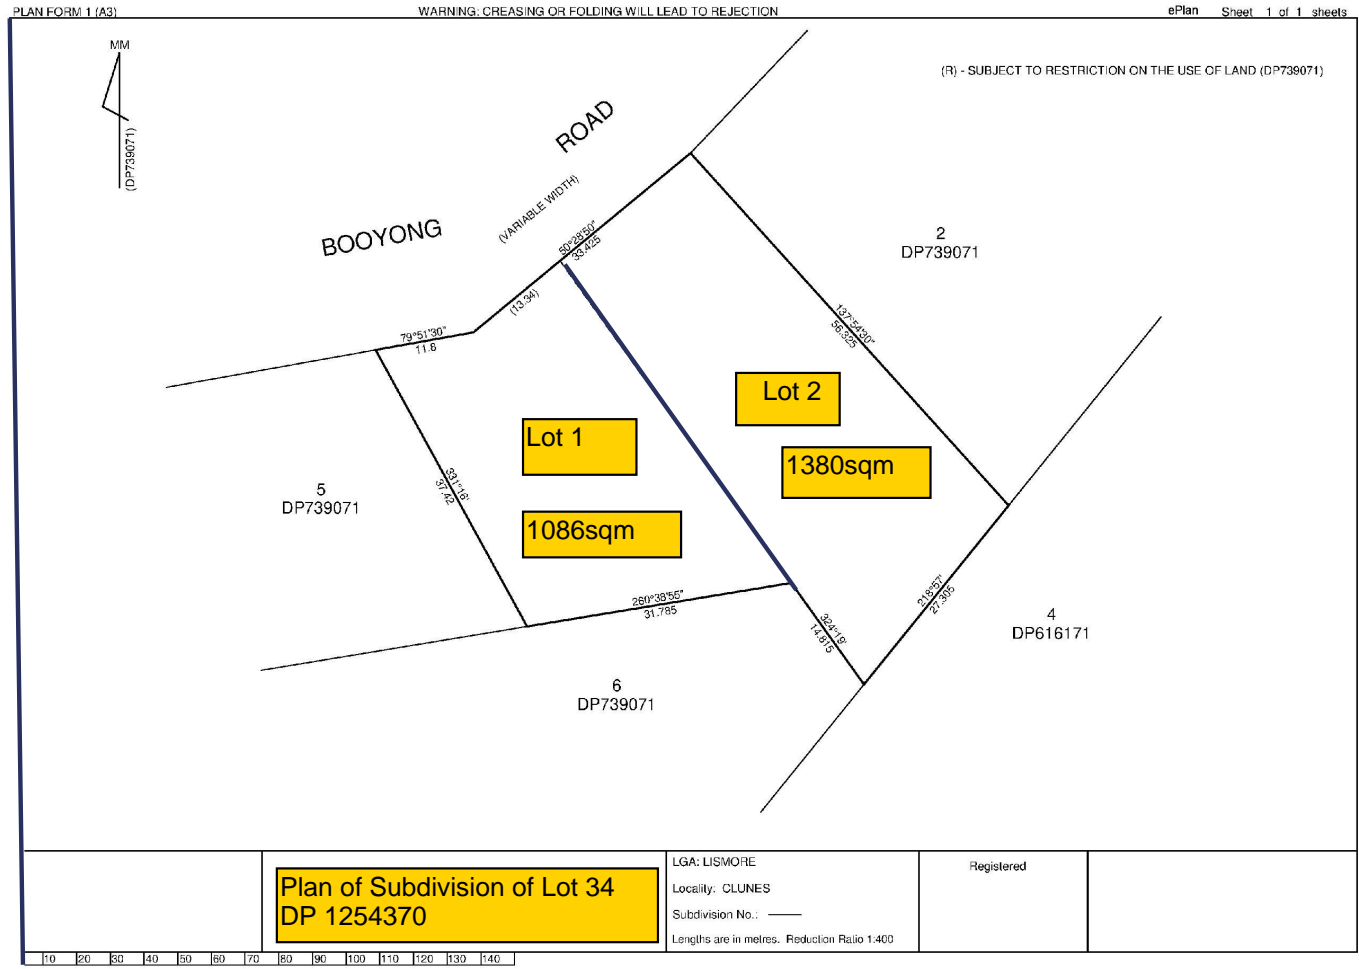 PLAN FORM 1 (A3)
WARNING: CREASING OR FOLDING WILL LEAD TO REJECTION
ePlan Sheet 1 of 1 sheets
MM
(DP739071)
(R) - SUBJECT TO RESTRICTION ON THE USE OF LAND (DP739071)
BOOYONG ROAD
(VARIABLE WIDTH)
50°28'50"
33.425
(13.34)
79°51'30"
11.8
2
DP739071
137°54'30"
56.325
Lot 2
1380sqm
Lot 1
1086sqm
331°18'
37.42
5
DP739071
260°38'55"
31.785
324°19'
14.815
218°57'
27.305
4
DP616171
6
DP739071
Plan of Subdivision of Lot 34
DP 1254370
LGA: LISMORE
Locality: CLUNES
Subdivision No.:
Lengths are in metres. Reduction Ratio 1:400
Registered
10 20 30 40 50 60 70 80 90 100 110 120 130 140